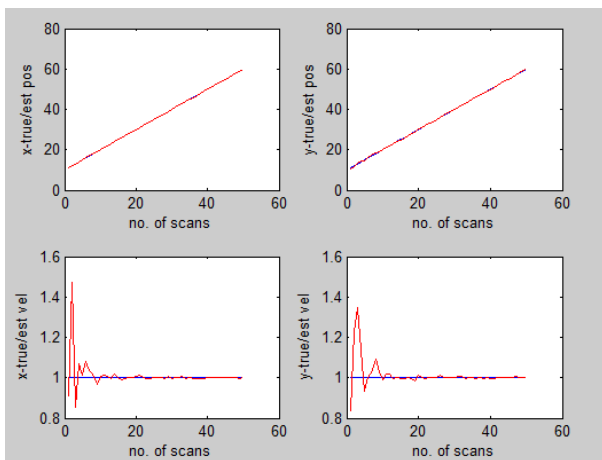 80
60
40
20
0
x-true/est pos
0 20 40 60
no. of scans
80
60
40
20
0
y-true/est pos
0 20 40 60
no. of scans
1.6
1.4
1.2
1
0.8
x-true/est vel
0 20 40 60
no. of scans
1.6
1.4
1.2
1
0.8
y-true/est vel
0 20 40 60
no. of scans